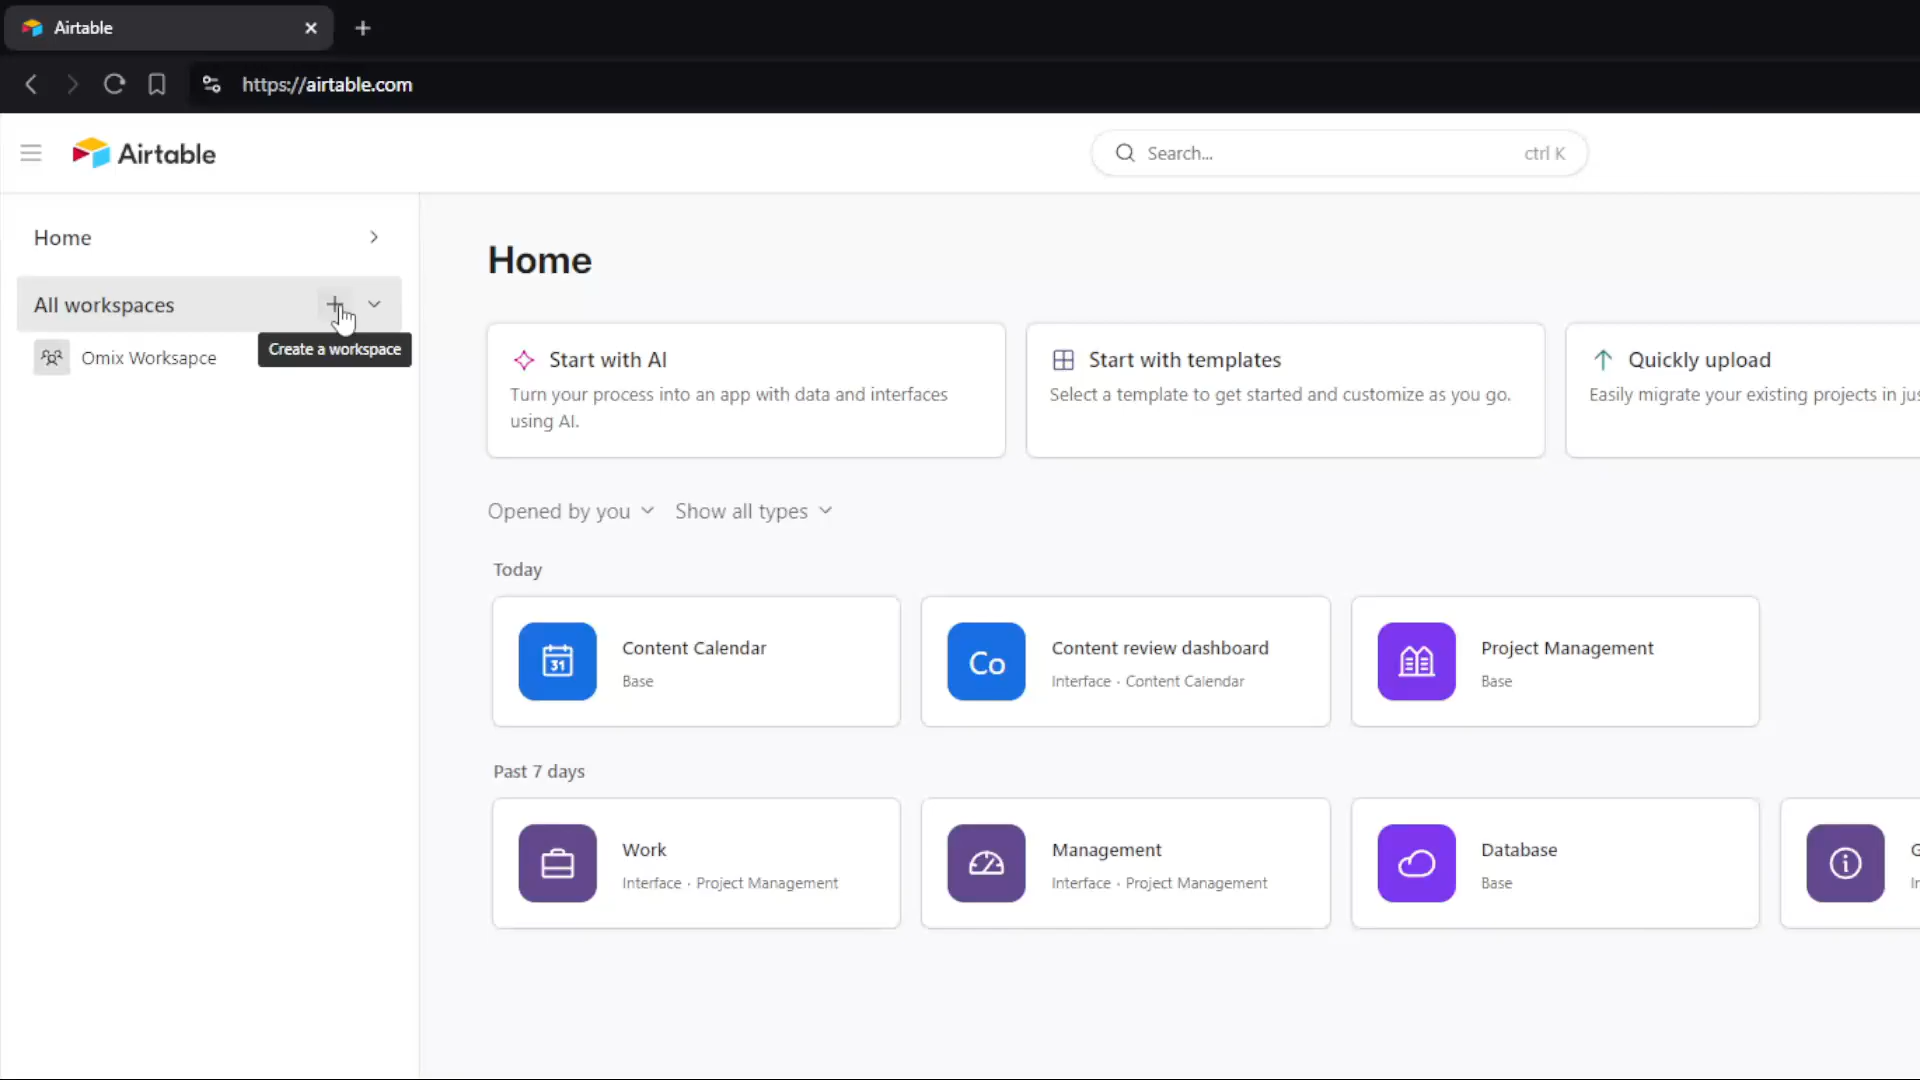 Airtable
https://airtable.com
Airtable
Search...
ctrl K
Home
All workspaces
Create a workspace
Omix Worksapce
Home
Start with AI
Turn your process into an app with data and interfaces
using AI.
Start with templates
Select a template to get started and customize as you go.
Quickly upload
Easily migrate your existing projects in jus
Opened by you
Show all types
Today
31
Content Calendar
Base
Co
Content review dashboard
Interface · Content Calendar
Project Management
Base
Past 7 days
Work
Interface · Project Management
Management
Interface · Project Management
Database
Base